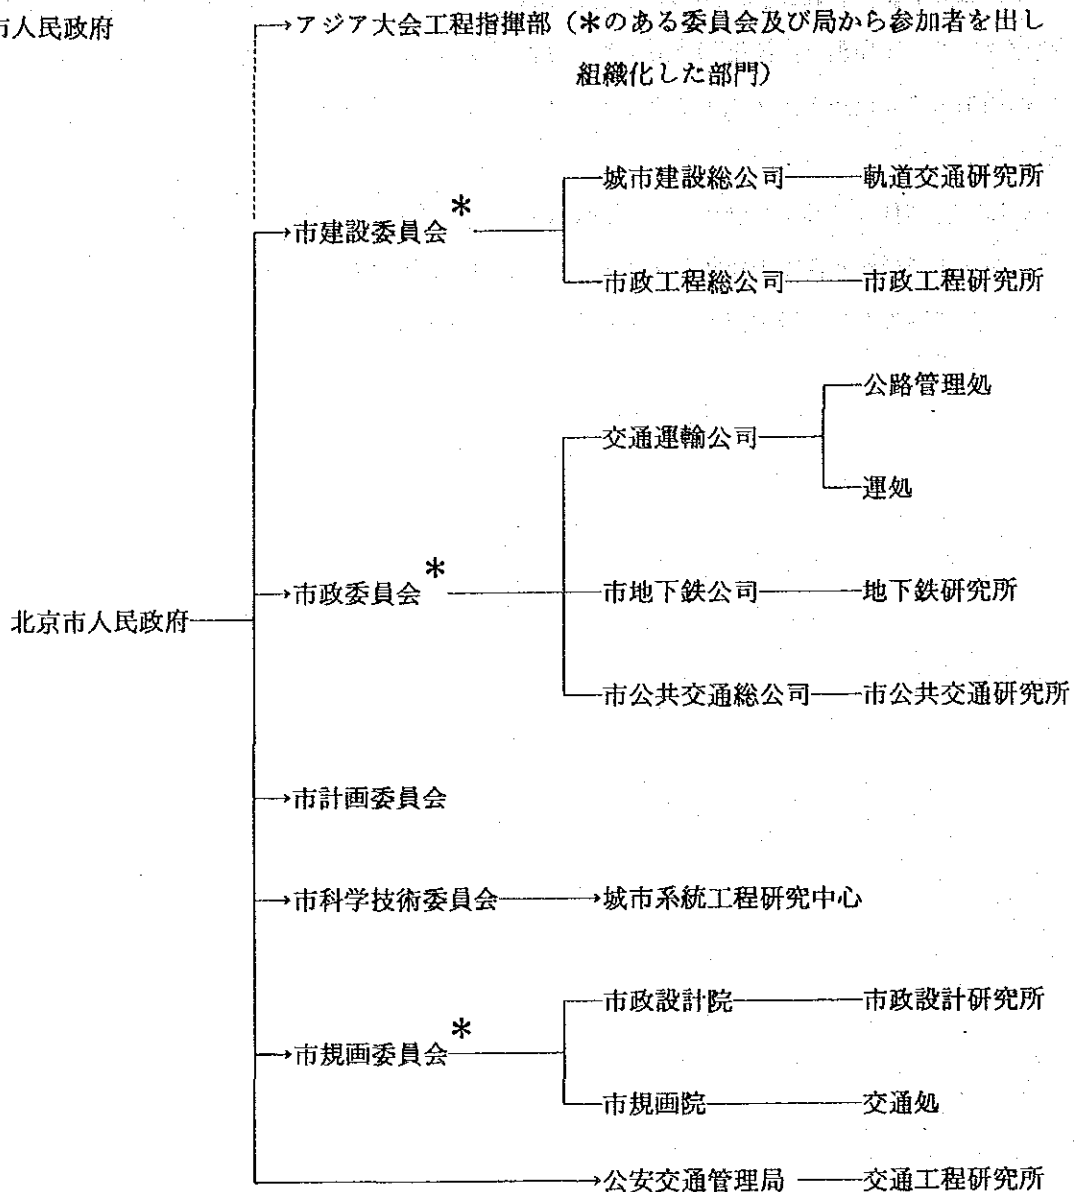 市人民政府
アジア大会工程指揮部(*のある委員会及び局から参加者を出し
組織化した部門)
市建設委員会*
城市建設総公司
軌道交通研究所
市政工程総公司
市政工程研究所
北京市人民政府
市政委員会*
交通運輸公司
公路管理処
運処
市地下鉄公司
地下鉄研究所
市公共交通総公司
市公共交通研究所
市計画委員会
市科学技術委員会
城市系統工程研究中心
市規画委員会*
市政設計院
市政設計研究所
市規画院
交通処
公安交通管理局
交通工程研究所